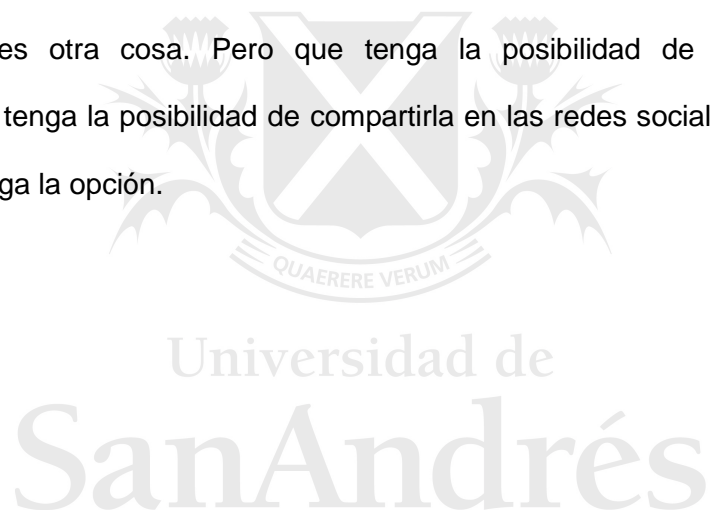 es otra cosa. Pero que tenga la posibilidad de
tenga la posibilidad de compartirla en las redes social
ga la opción.
QUAERERE VERUM
Universidad de
SanAndrés